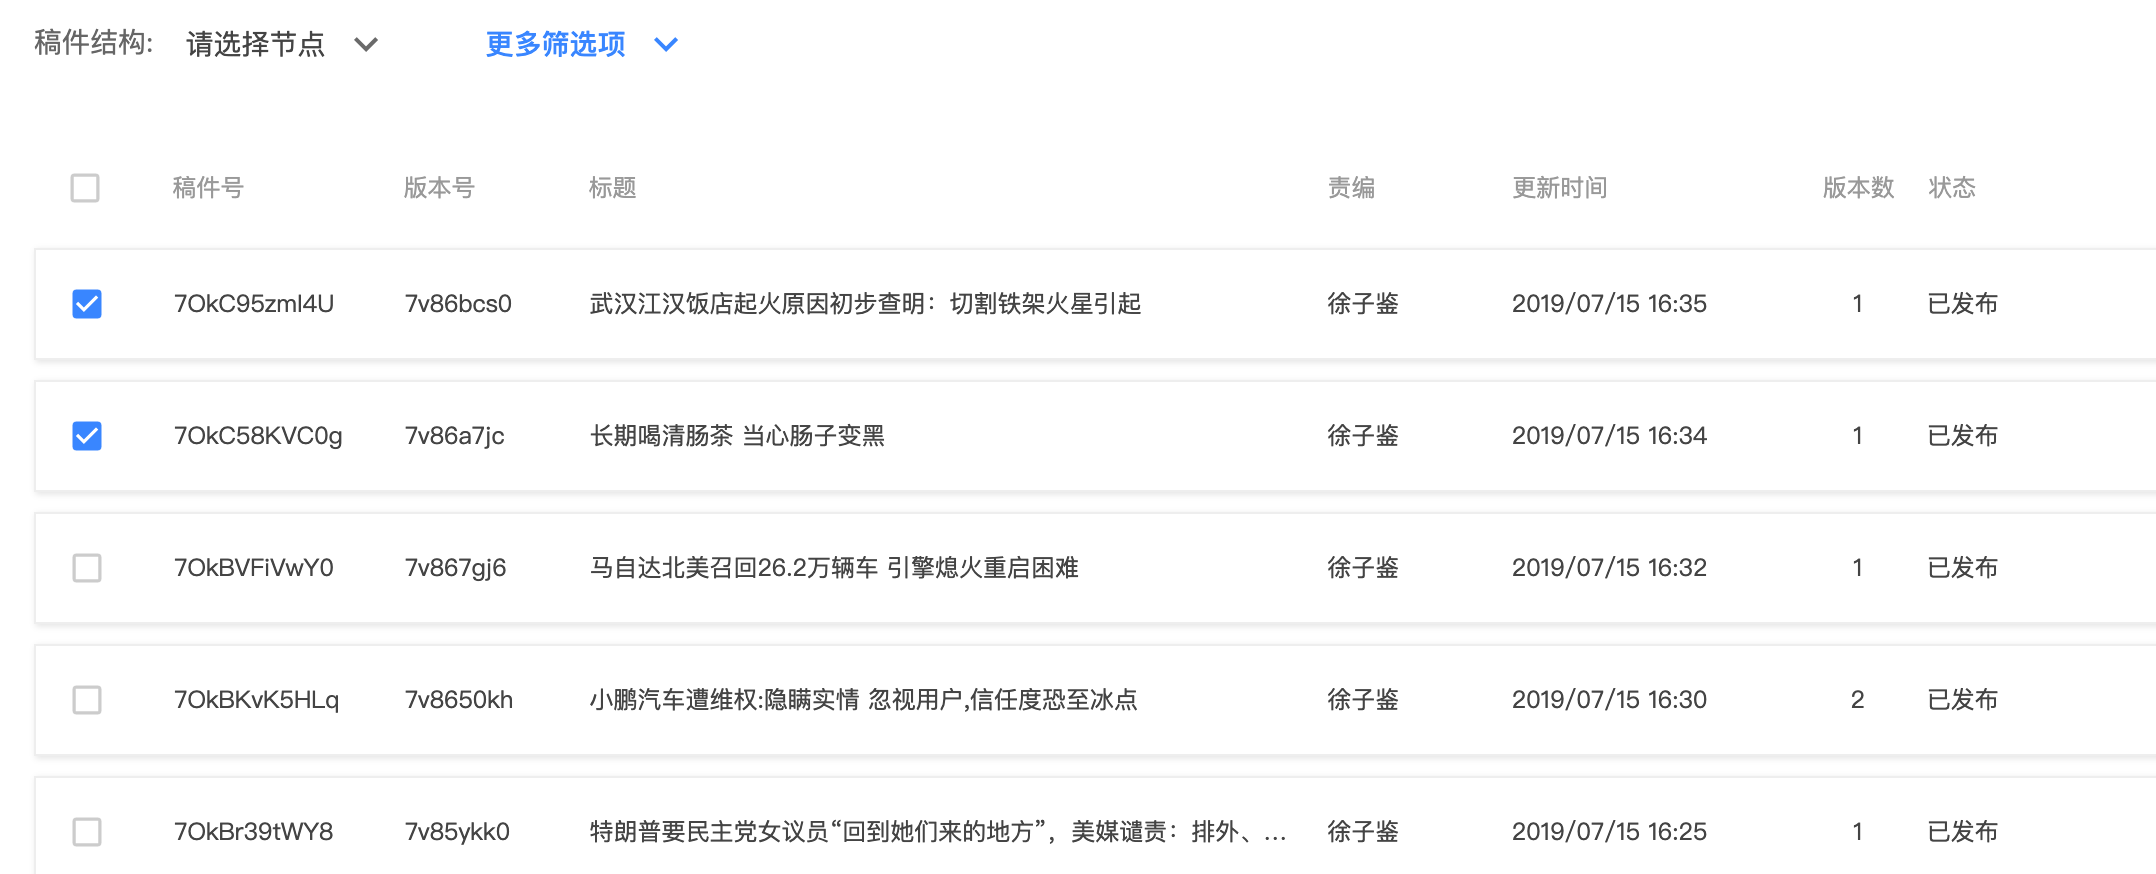 稿件结构: 请选择节点 更多筛选项
稿件号 版本号 标题 责编 更新时间 版本数 状态
7OkC95zml4U 7v86bcs0 武汉江汉饭店起火原因初步查明：切割铁架火星引起 徐子鉴 2019/07/15 16:35 1 已发布
7OkC58KVC0g 7v86a7jc 长期喝清肠茶 当心肠子变黑 徐子鉴 2019/07/15 16:34 1 已发布
7OkBVFiVwY0 7v867gj6 马自达北美召回26.2万辆车 引擎熄火重启困难 徐子鉴 2019/07/15 16:32 1 已发布
7OkBKvK5HLq 7v8650kh 小鹏汽车遭维权:隐瞒实情 忽视用户,信任度恐至冰点 徐子鉴 2019/07/15 16:30 2 已发布
7OkBr39tWY8 7v85ykk0 特朗普要民主党女议员“回到她们来的地方”，美媒谴责：排外、... 徐子鉴 2019/07/15 16:25 1 已发布